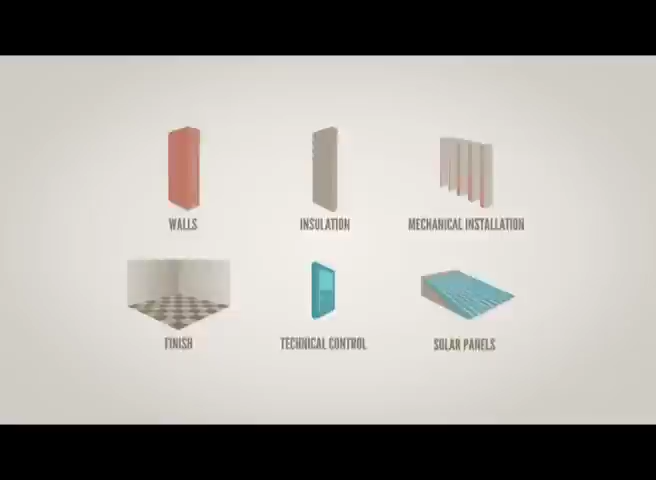 WALLS
INSULATION
MECHANICAL INSTALLATION
FINISH
TECHNICAL CONTROL
SOLAR PANELS